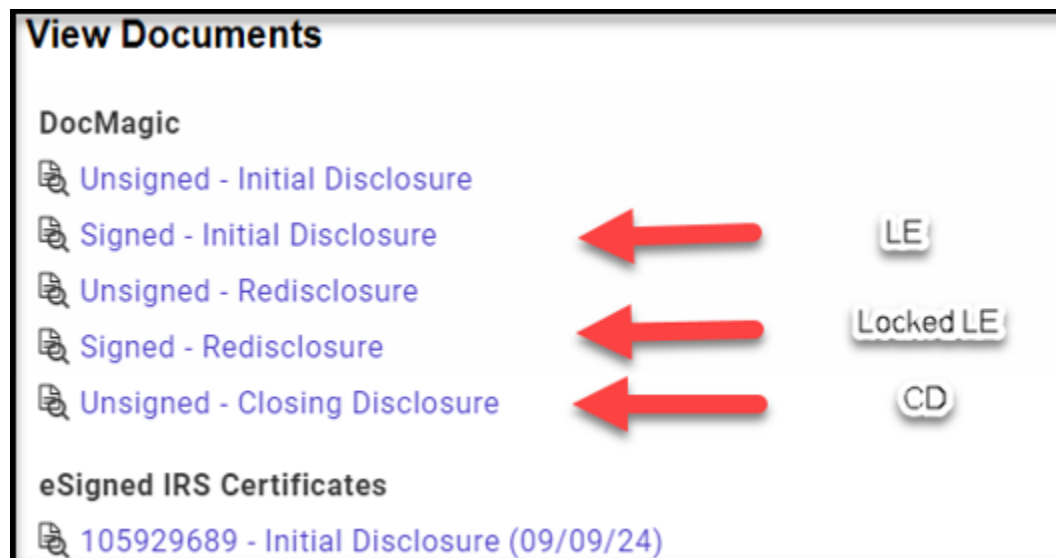 View Documents
DocMagic
Unsigned - Initial Disclosure
Signed - Initial Disclosure LE
Unsigned - Redisclosure
Signed - Redisclosure Locked LE
Unsigned - Closing Disclosure CD
eSigned IRS Certificates
105929689 - Initial Disclosure (09/09/24)